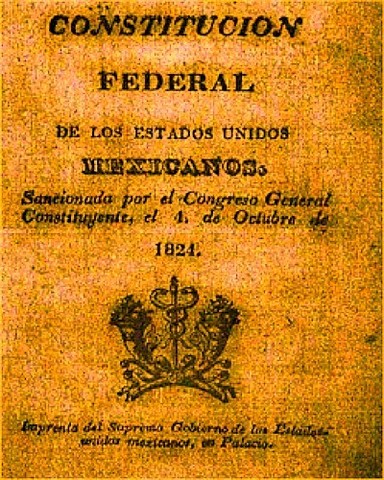 CONSTITUCION
FEDERAL
DE LOS ESTADOS UNIDOS
MEXICANOS.
Sancionada por el Congreso General
Constituyente, el 4. de Octubre de
1824.
Imprenta del Supremo Gobierno de los Estados-
unidos mexicanos, en Palacio.